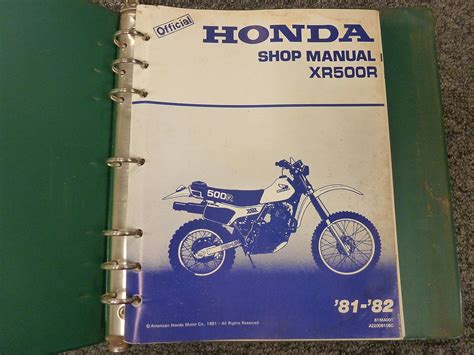 Official
HONDA
SHOP MANUAL
XR500R
500R
'81-'82
© American Honda Motor Co., 1981 - All Rights Reserved